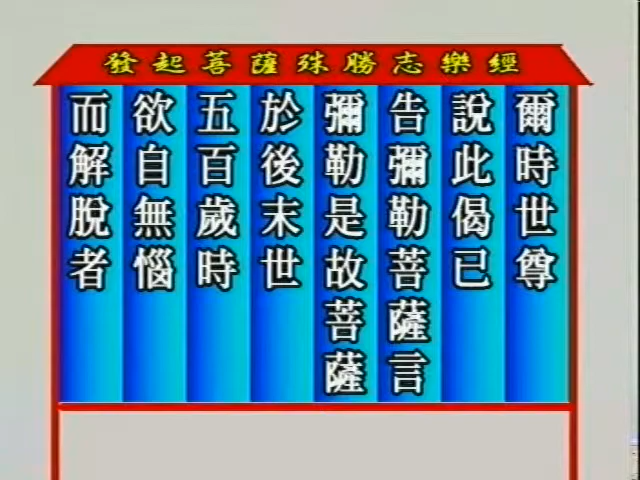 發起菩薩殊勝志樂經
爾時世尊
說此偈已
告彌勒菩薩言
彌勒是故菩薩
於後末世
五百歲時
欲自無惱
而解脫者